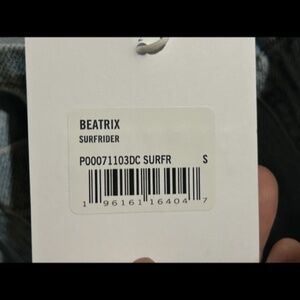 BEATRIX
SURFRIDER
P00071103DC SURFR S
1 96161 16404 7